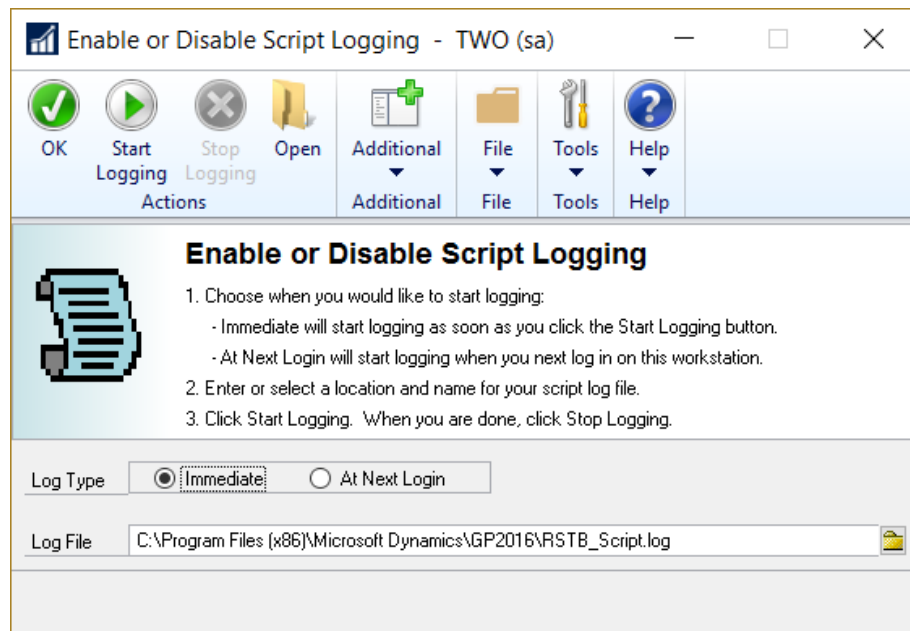 Enable or Disable Script Logging - TWO (sa)
OK Start Logging Stop Logging Open Additional File Tools Help
Actions Additional File Tools Help
Enable or Disable Script Logging
1. Choose when you would like to start logging:
- Immediate will start logging as soon as you click the Start Logging button.
- At Next Login will start logging when you next log in on this workstation.
2. Enter or select a location and name for your script log file.
3. Click Start Logging. When you are done, click Stop Logging.
Log Type Immediate At Next Login
Log File C:\Program Files (x86)\Microsoft Dynamics\GP2016\RSTB_Script.log